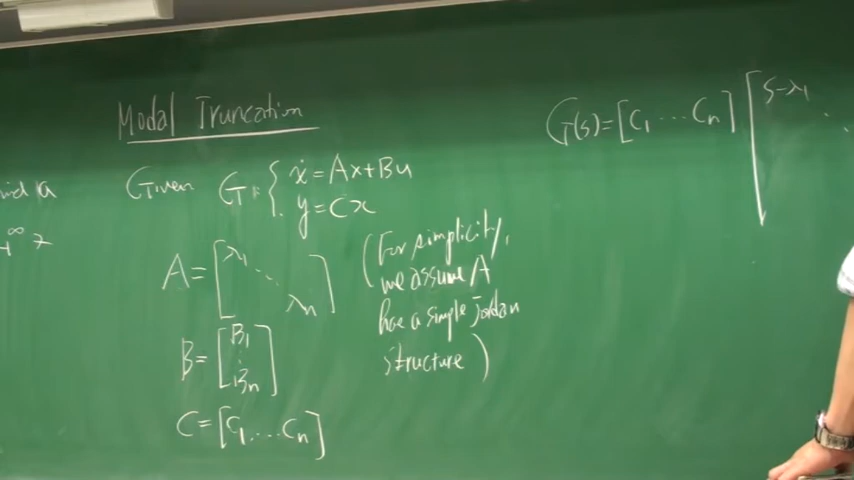 Modal Truncation
Given G: { ẋ = Ax+Bu
y = Cx
A = [λ₁ ⋱ λn]
(For simplicity,
we assume A
has a simple Jordan
structure)
B = [B₁ ⋮ Bn]
C = [C₁ ... Cn]
G(s) = [C₁ ... Cn] [s-λ₁ ⋱